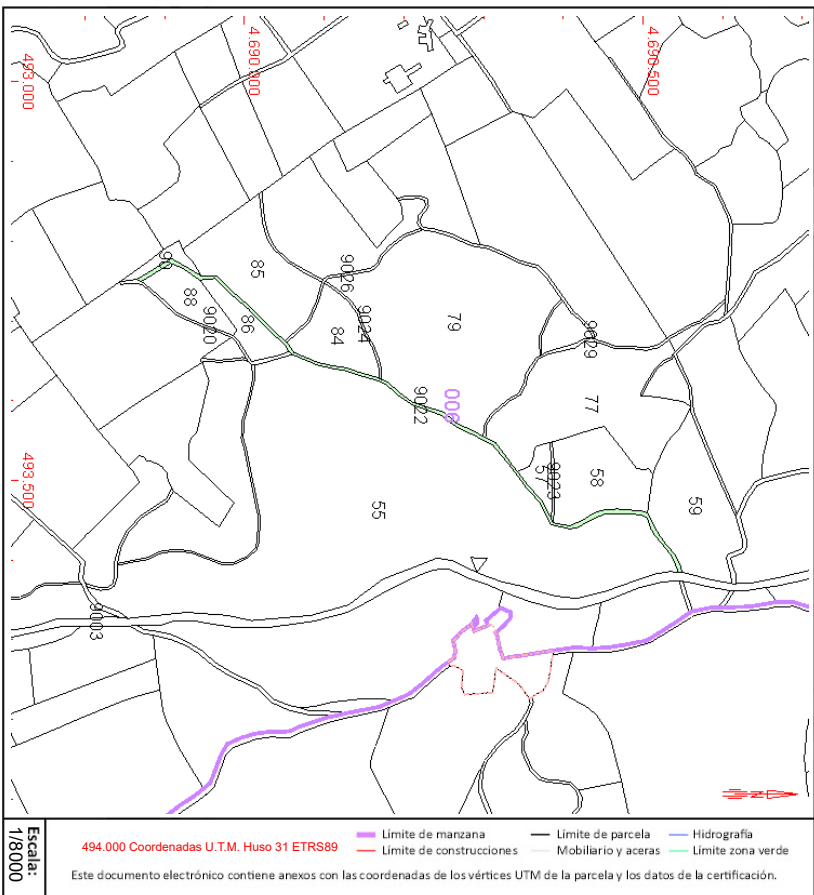 4.690.000
4.690.500
493.000
90
85
9026
88
9020
86
84
9024
79
9029
9022
006
77
493.500
55
57
9023
58
59
9003
N
Escala:
1/8000
494.000 Coordenadas U.T.M. Huso 31 ETRS89
Límite de manzana
Límite de parcela
Hidrografía
Límite de construcciones
Mobiliario y aceras
Límite zona verde
Este documento electrónico contiene anexos con las coordenadas de los vértices UTM de la parcela y los datos de la certificación.